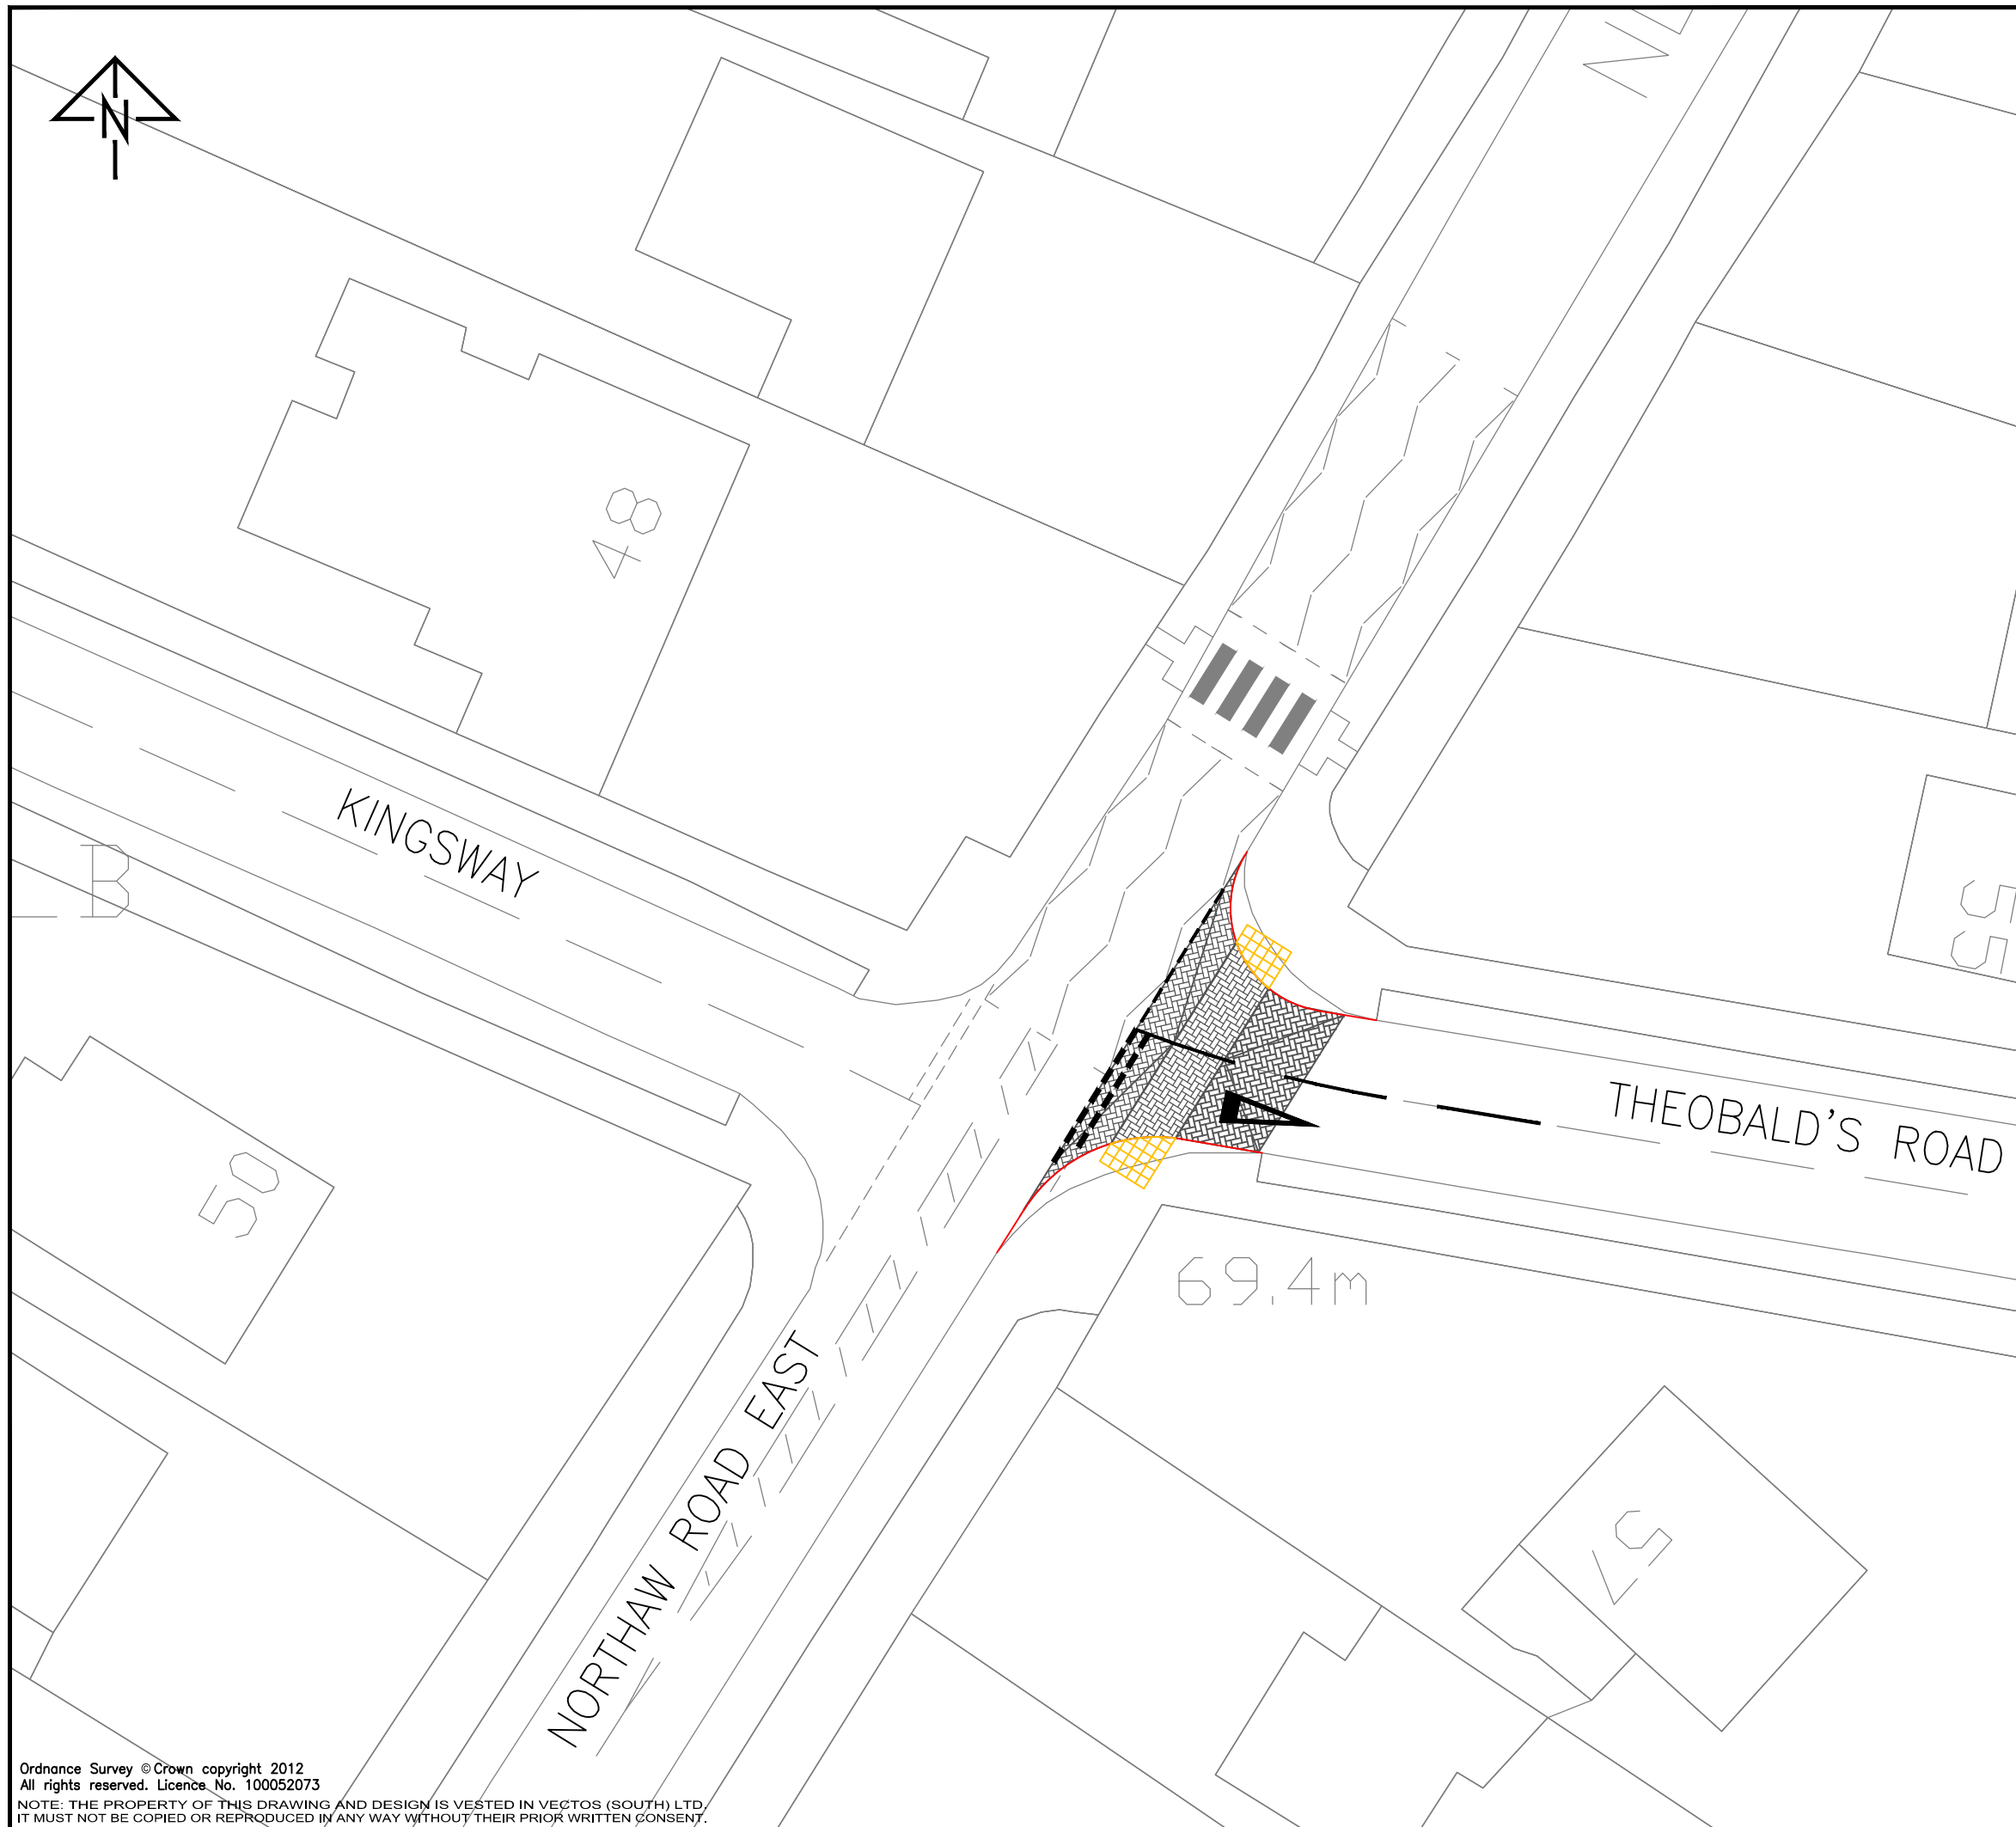 N
48
KINGSWAY
B
55
THEOBALD'S ROAD
50
69.4m
NORTHAW ROAD EAST
57
Ordnance Survey © Crown copyright 2012
All rights reserved. Licence No. 100052073
NOTE: THE PROPERTY OF THIS DRAWING AND DESIGN IS VESTED IN VECTOS (SOUTH) LTD.
IT MUST NOT BE COPIED OR REPRODUCED IN ANY WAY WITHOUT THEIR PRIOR WRITTEN CONSENT.